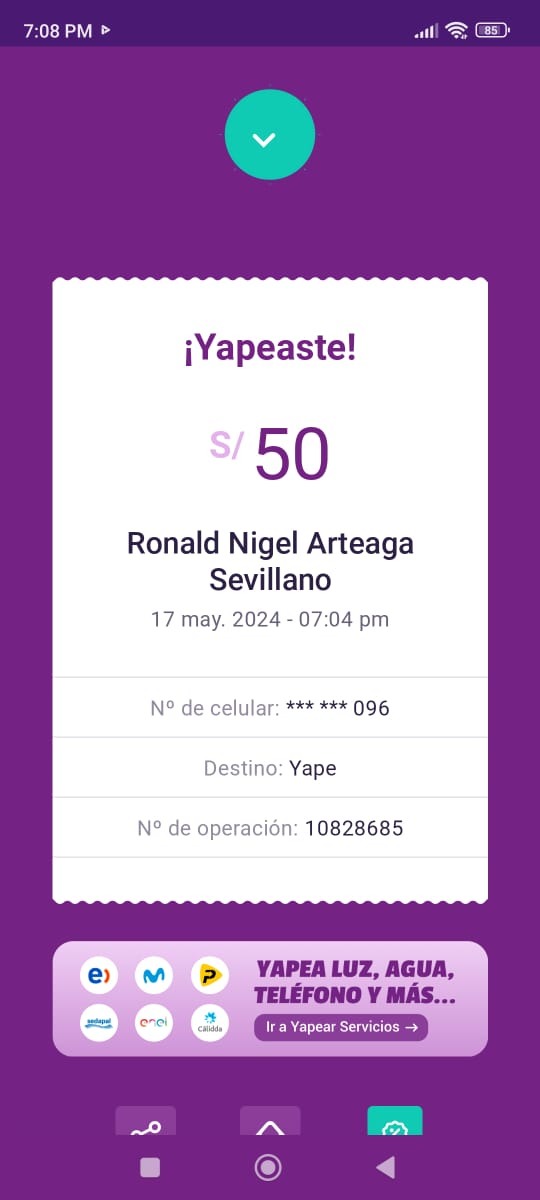 7:08 PM
85
¡Yapeaste!
S/ 50
Ronald Nigel Arteaga
Sevillano
17 may. 2024 - 07:04 pm
Nº de celular: *** *** 096
Destino: Yape
Nº de operación: 10828685
YAPEA LUZ, AGUA,
TELÉFONO Y MÁS...
Ir a Yapear Servicios →
e)
P
sedapal
enel
Cálidda